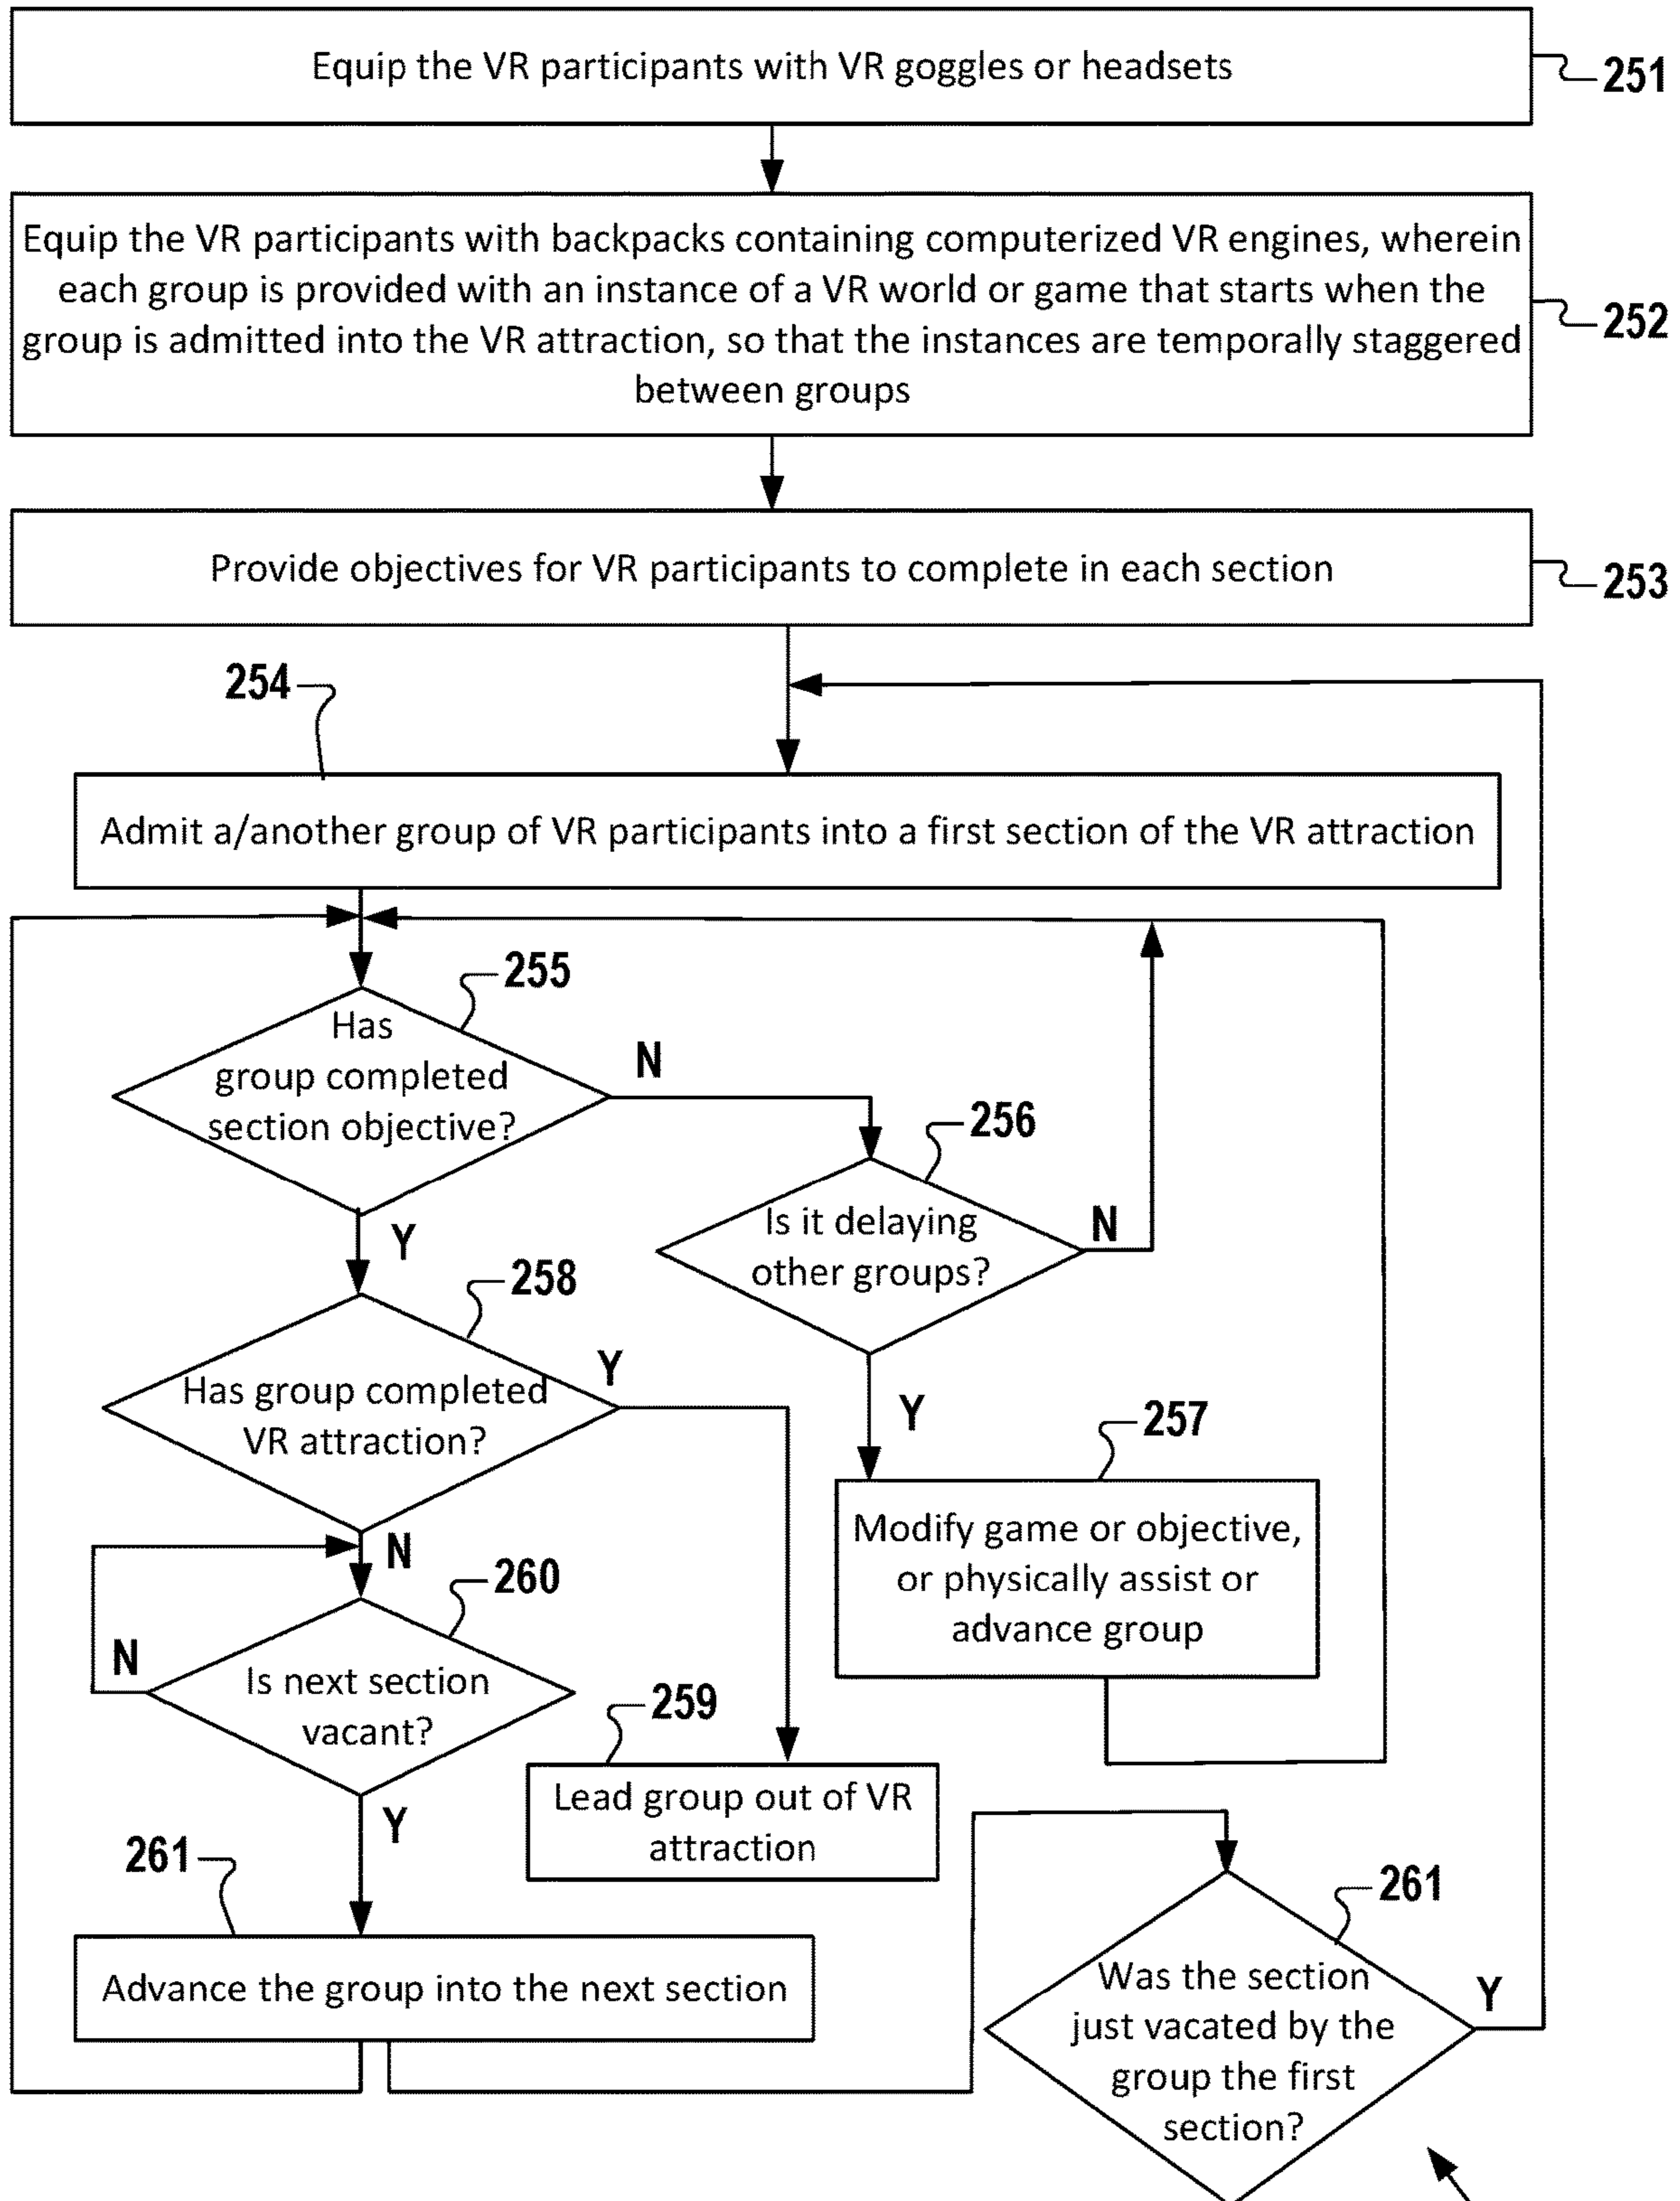 Equip the VR participants with VR goggles or headsets
251
Equip the VR participants with backpacks containing computerized VR engines, wherein
each group is provided with an instance of a VR world or game that starts when the
group is admitted into the VR attraction, so that the instances are temporally staggered
between groups
252
Provide objectives for VR participants to complete in each section
253
254
Admit a/another group of VR participants into a first section of the VR attraction
255
Has
group completed
section objective?
N
256
Is it delaying
other groups?
N
Y
Y
258
Has group completed
VR attraction?
Y
257
Modify game or objective,
or physically assist or
advance group
N
260
Is next section
vacant?
N
259
Lead group out of VR
attraction
Y
261
Advance the group into the next section
261
Was the section
just vacated by the
group the first
section?
Y